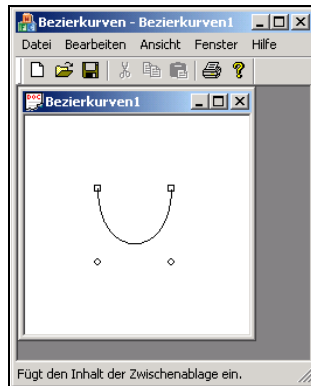 Bezierkurven - Bezierkurven1
Datei Bearbeiten Ansicht Fenster Hilfe
Bezierkurven1
Fügt den Inhalt der Zwischenablage ein.